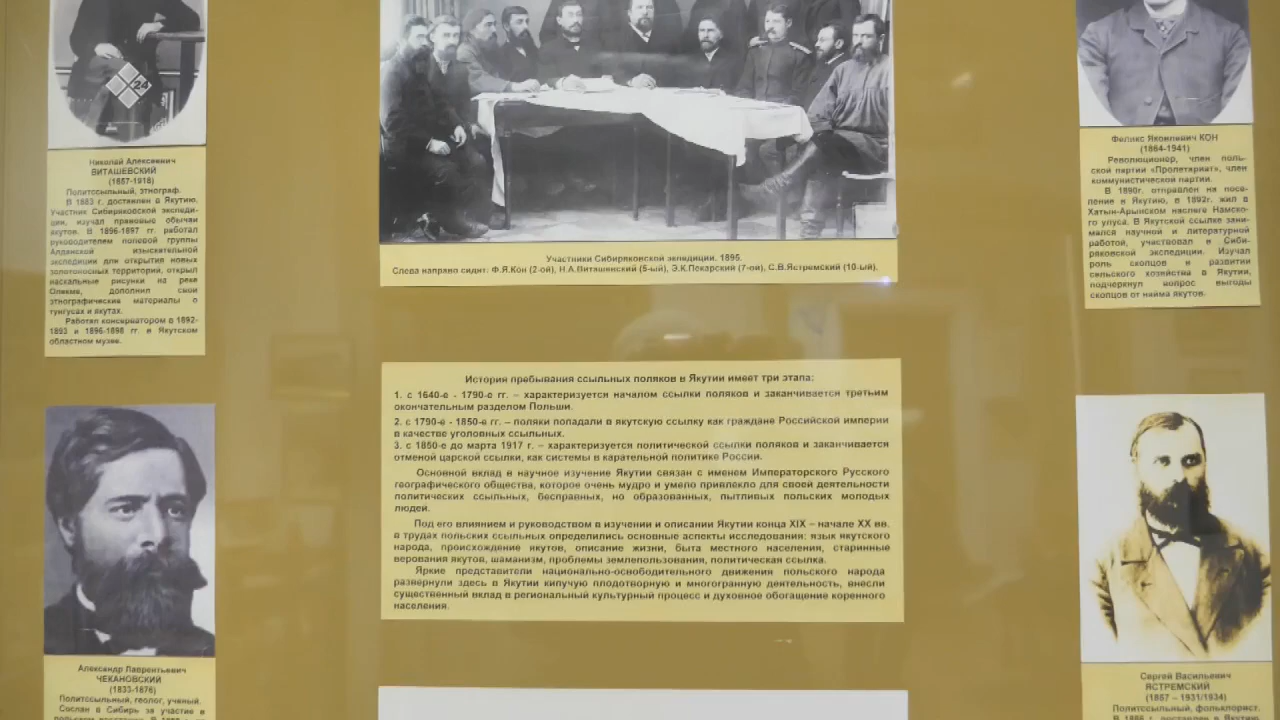 24
Николай Алексеевич
ВИТАШЕВСКИЙ
(1857-1918)
Политссыльный, этнограф.
В 1883 г. доставлен в Якутию.
Участник Сибиряковской экспеди-
ции, изучал правовые обычаи
якутов. В 1896-1897 гг. работал
руководителем полевой группы
Алданской изыскательной
экспедиции для открытия новых
золотоносных территорий, открыл
наскальные рисунки на реке
Олекме, дополнил свои
этнографические материалы о
тунгусах и якутах.
Работал консерватором в 1892-
1893 и 1896-1898 гг. в Якутском
областном музее.
Александр Лаврентьевич
ЧЕКАНОВСКИЙ
(1833-1876)
Политссыльный, геолог, ученый.
Сослан в Сибирь за участие в
Участники Сибиряковской экпедиции. 1895.
Слева направо сидят: Ф.Я.Кон (2-ой), Н.А.Виташевский (5-ый), Э.К.Пекарский (7-ой), С.В.Ястремский (10-ый).
История пребывания ссыльных поляков в Якутии имеет три этапа:
1. с 1640-е - 1790-е гг. – характеризуется началом ссылки поляков и заканчивается третьим
окончательным разделом Польши.
2. с 1790-е - 1850-е гг. – поляки попадали в якутскую ссылку как граждане Российской империи
в качестве уголовных ссыльных.
3. с 1850-е до марта 1917 г. – характеризуется политической ссылки поляков и заканчивается
отменой царской ссылки, как системы в карательной политике России.
Основной вклад в научное изучение Якутии связан с именем Императорского Русского
географического общества, которое очень мудро и умело привлекло для своей деятельности
политических ссыльных, бесправных, но образованных, пытливых польских молодых
людей.
Под его влиянием и руководством в изучении и описании Якутии конца XIX – начале XX вв.
в трудах польских ссыльных определились основные аспекты исследования: язык якутского
народа, происхождение якутов, описание жизни, быта местного населения, старинные
верования якутов, шаманизм, проблемы землепользования, политическая ссылка.
Яркие представители национально-освободительного движения польского народа
развернули здесь в Якутии кипучую плодотворную и многогранную деятельность, внесли
существенный вклад в региональный культурный процесс и духовное обогащение коренного
населения.
Феликс Яковлевич КОН
(1864-1941)
Революционер, член поль-
ской партии «Пролетариат», член
коммунистической партии.
В 1890г. отправлен на посе-
ление в Якутию, в 1892г. жил в
Хатын-Арынском наслеге Намско-
го улуса. В Якутской ссылке зани-
мался научной и литературной
работой, участвовал в Сиби-
ряковской экспедиции. Изучал
роль скопцов в развитии
сельского хозяйства в Якутии,
подчеркнул вопрос выгоды
скопцов от найма якутов.
Сергей Васильевич
ЯСТРЕМСКИЙ
(1857 – 1931/1934)
Политссыльный, фольклорист.
В 1886 г. доставлен в Якутию